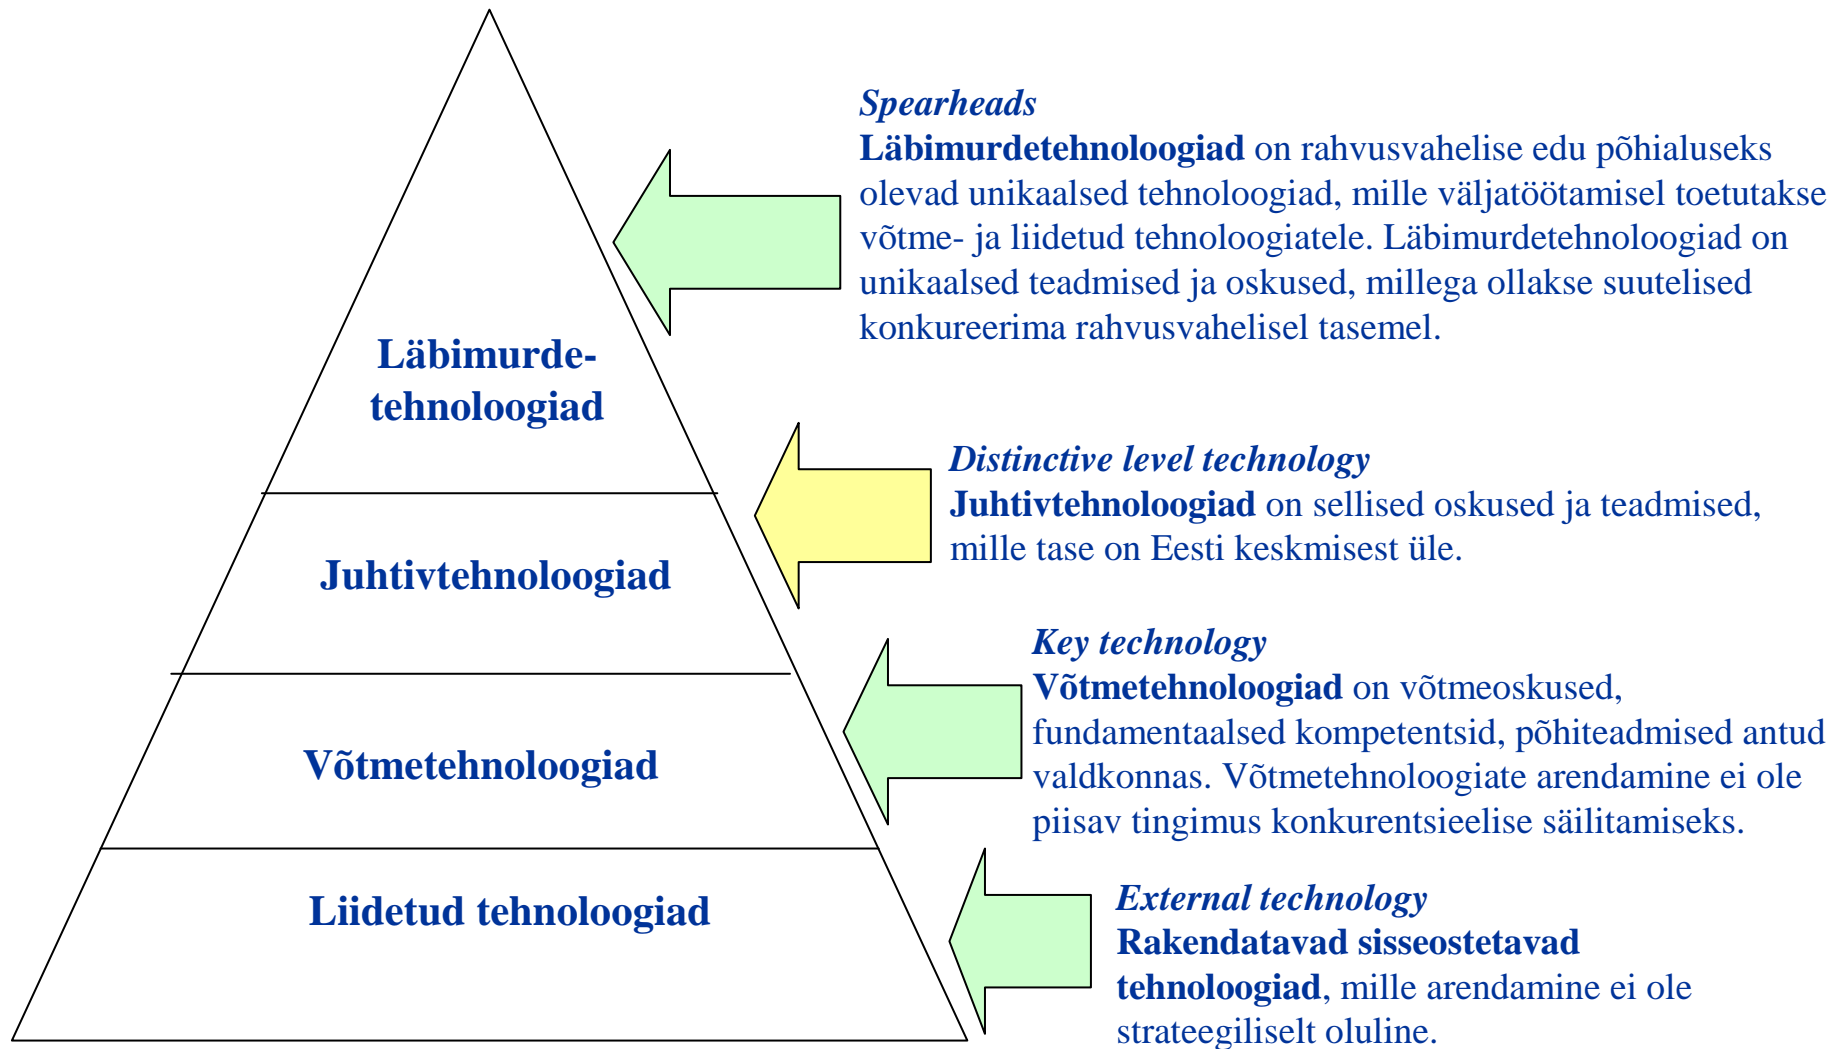 Spearheads
Läbimurdetehnoloogiad on rahvusvahelise edu põhialuseks
olevad unikaalsed tehnoloogiad, mille väljatöötamisel toetutakse
võtme- ja liidetud tehnoloogiatele. Läbimurdetehnoloogiad on
unikaalsed teadmised ja oskused, millega ollakse suutelised
konkureerima rahvusvahelisel tasemel.
Läbimurde-
tehnoloogiad
Distinctive level technology
Juhtivtehnoloogiad on sellised oskused ja teadmised,
mille tase on Eesti keskmisest üle.
Juhtivtehnoloogiad
Key technology
Võtmetehnoloogiad on võtmeoskused,
fundamentaalsed kompetentsid, põhiteadmised antud
valdkonnas. Võtmetehnoloogiate arendamine ei ole
piisav tingimus konkurentsieelise säilitamiseks.
Võtmetehnoloogiad
External technology
Rakendatavad sisseostetavad
tehnoloogiad, mille arendamine ei ole
strateegiliselt oluline.
Liidetud tehnoloogiad